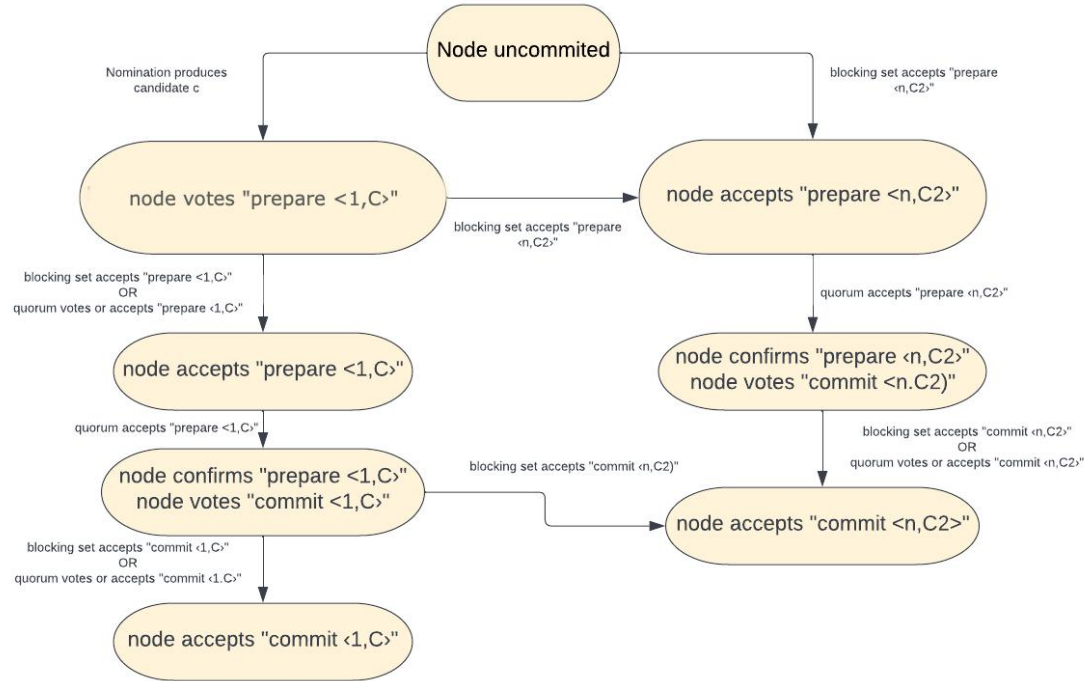 Node uncommited
Nomination produces
candidate c
blocking set accepts "prepare
‹n,C2›"
node votes "prepare <1,C›"
node accepts "prepare <n,C2›"
blocking set accepts "prepare
‹n,C2›"
blocking set accepts "prepare <1,C›"
OR
quorum votes or accepts "prepare ‹1,C›"
quorum accepts "prepare ‹n,C2›"
node accepts "prepare <1,C›"
node confirms "prepare ‹n,C2›"
node votes "commit <n.C2)"
quorum accepts "prepare <1,C›"
blocking set accepts "commit ‹n,C2›"
OR
quorum votes or accepts "commit ‹n,C2›"
node confirms "prepare <1,C›"
node votes "commit <1,C›"
blocking set accepts "commit ‹n,C2)"
node accepts "commit <n,C2>"
blocking set accepts "commit ‹1,C›"
OR
quorum votes or accepts "commit ‹1.C›"
node accepts "commit ‹1,C›"